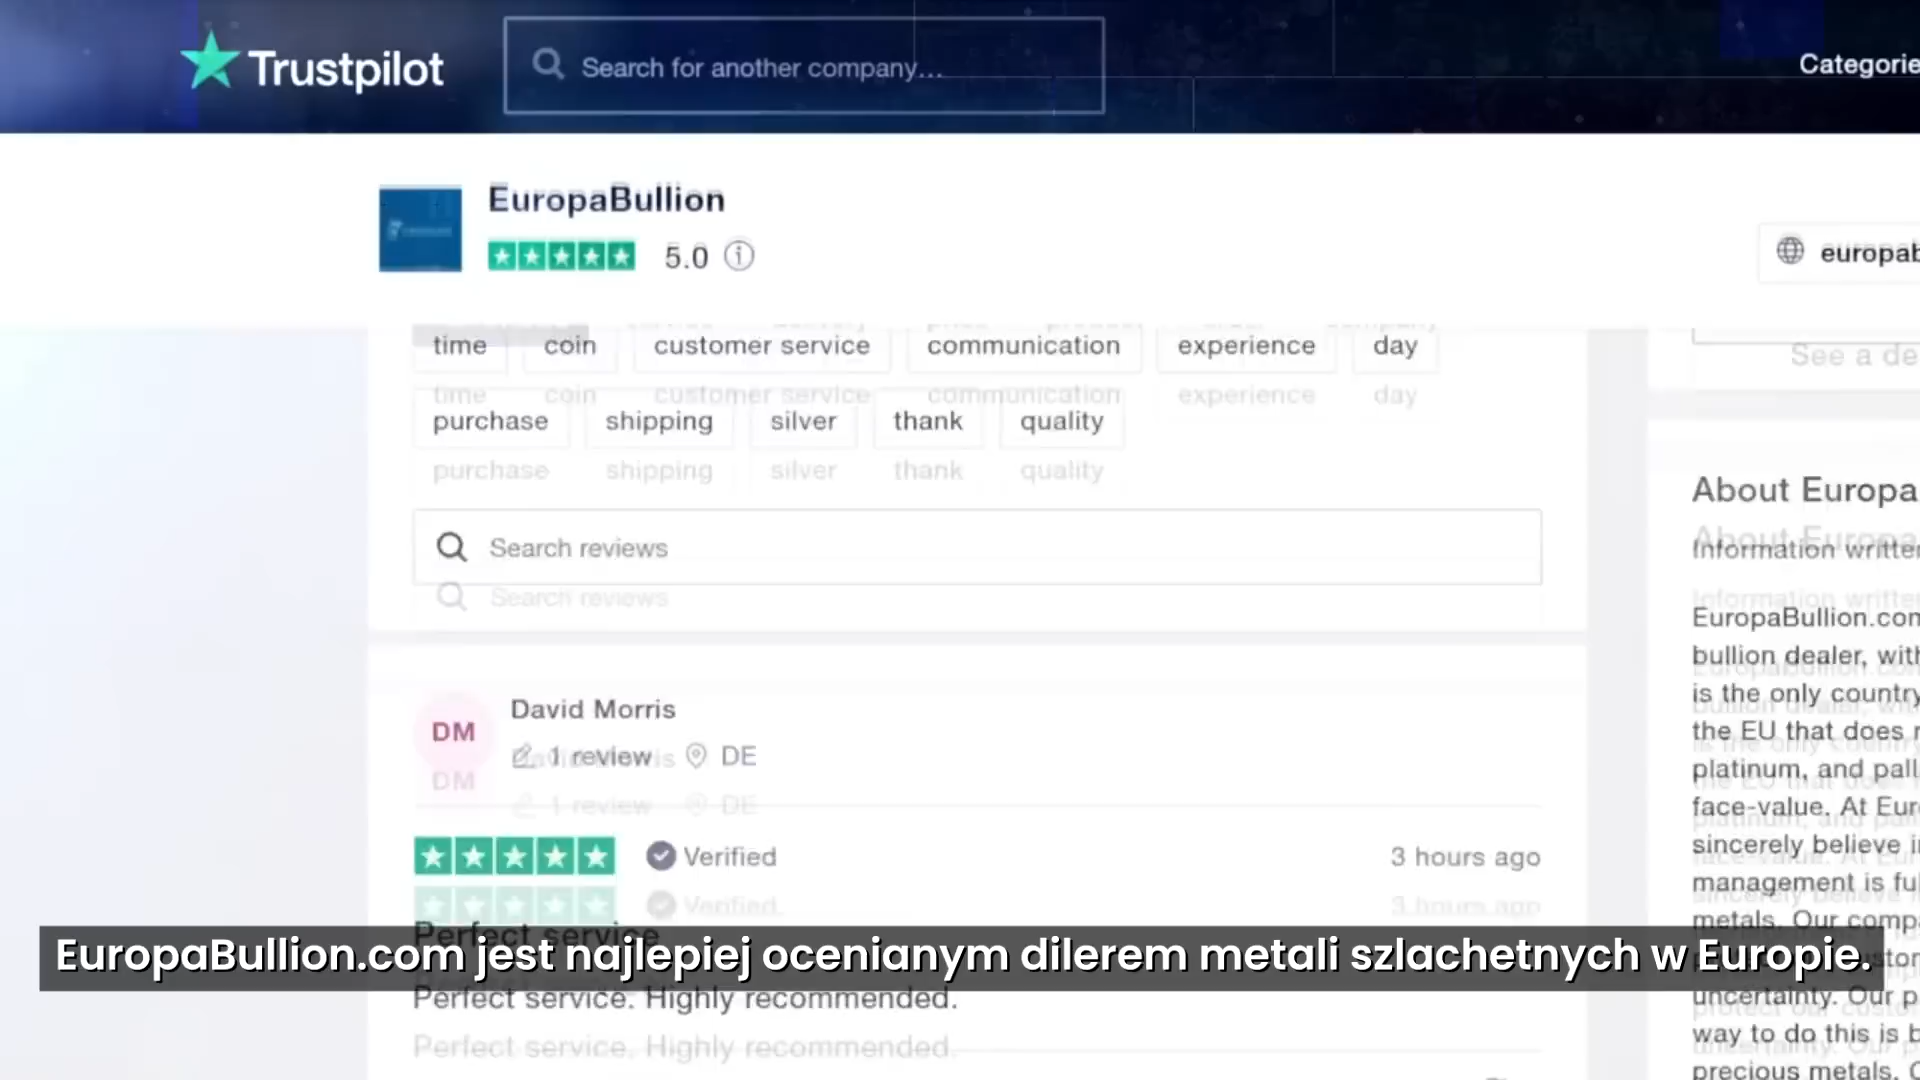 Trustpilot
Search for another company...
Categorie
EuropaBullion
5.0
europab
time coin customer service communication experience day
See a de
purchase shipping silver thank quality
About Europa
Search reviews
Information writte
EuropaBullion.com
bullion dealer, with
is the only country
the EU that does
platinum, and pall
face-value. At Eur
sincerely believe i
management is ful
metals. Our compa
David Morris
DM
1 review DE
Verified
3 hours ago
Perfect service
EuropaBullion.com jest najlepiej ocenianym dilerem metali szlachetnych w Europie.
Perfect service. Highly recommended.
uncertainty. Our p
way to do this is b
precious metals.